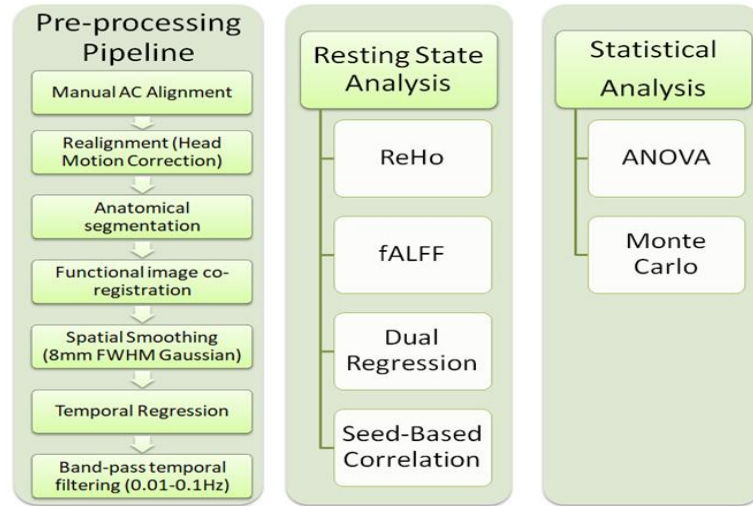 Pre-processing
Pipeline
Manual AC Alignment
Realignment (Head
Motion Correction)
Anatomical
segmentation
Functional image co-
registration
Spatial Smoothing
(8mm FWHM Gaussian)
Temporal Regression
Band-pass temporal
filtering (0.01-0.1Hz)
Resting State
Analysis
ReHo
fALFF
Dual
Regression
Seed-Based
Correlation
Statistical
Analysis
ANOVA
Monte
Carlo